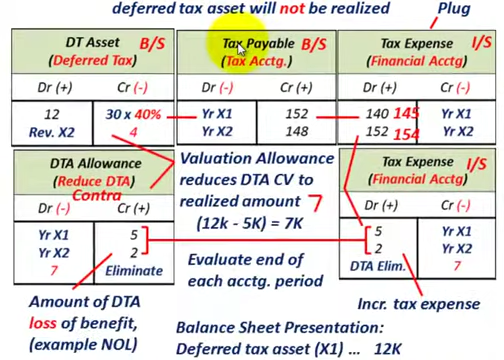 deferred tax asset will not be realized
Plug
DT Asset B/S
(Deferred Tax)
Dr (+) Cr (-)
12 30 x 40%
Rev. X2 4
Tax Payable B/S
(Tax Acctg.)
Dr (-) Cr (+)
Yr X1 152
Yr X2 148
Tax Expense I/S
(Financial Acctg)
Dr (+) Cr (-)
140 145 Yr X1
152 154 Yr X2
DTA Allowance
(Reduce DTA)
Contra
Dr (-) Cr (+)
Yr X1 5
Yr X2 2
7 Eliminate
Valuation Allowance
reduces DTA CV to
realized amount
(12k - 5K) = 7K
7
Evaluate end of
each acctg. period
Tax Expense I/S
(Financial Acctg)
Dr (+) Cr (-)
5 Yr X1
2 Yr X2
DTA Elim. 7
Amount of DTA
loss of benefit,
(example NOL)
Incr. tax expense
Balance Sheet Presentation:
Deferred tax asset (X1) ... 12K